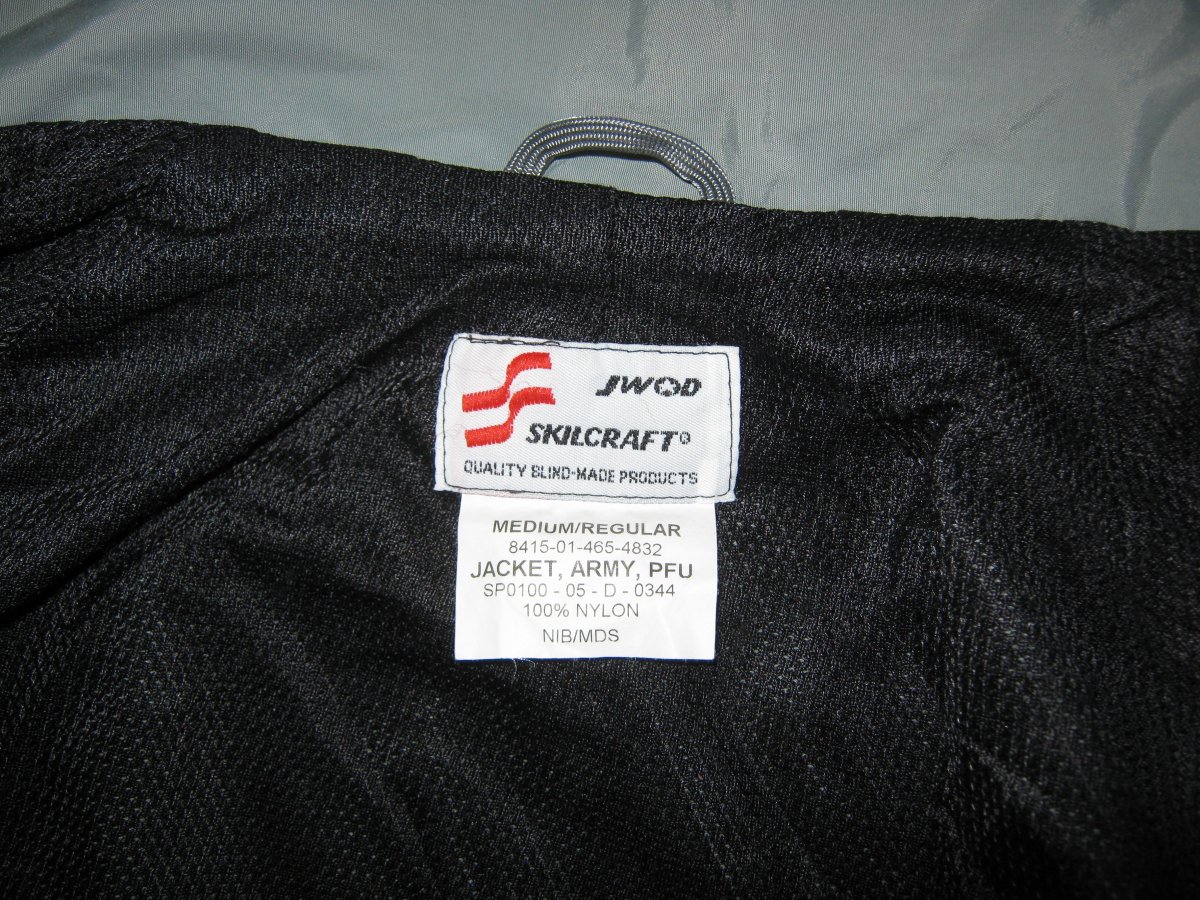 JWOD
SKILCRAFT®
QUALITY BLIND-MADE PRODUCTS
MEDIUM/REGULAR
8415-01-465-4832
JACKET, ARMY, PFU
SP0100 - 05 - D - 0344
100% NYLON
NIB/MDS